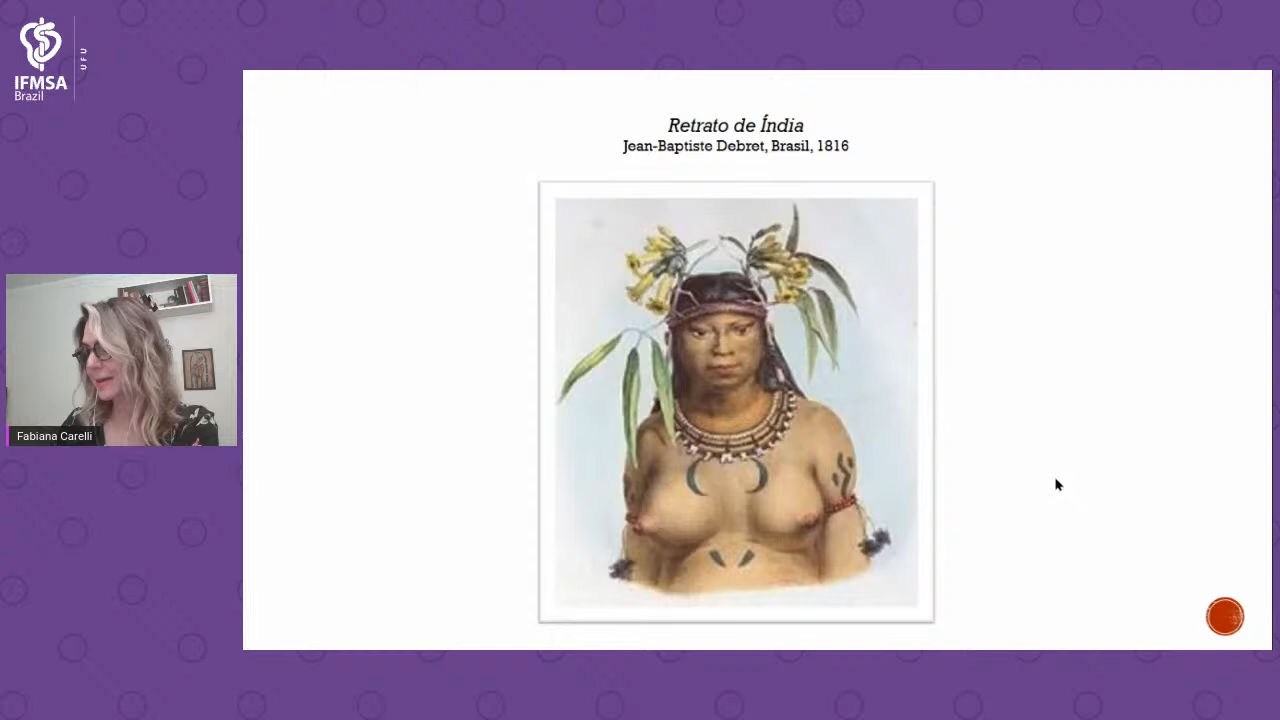 IFMSA
Brazil
UFU
Retrato de Índia
Jean-Baptiste Debret, Brasil, 1816
Fabiana Carelli